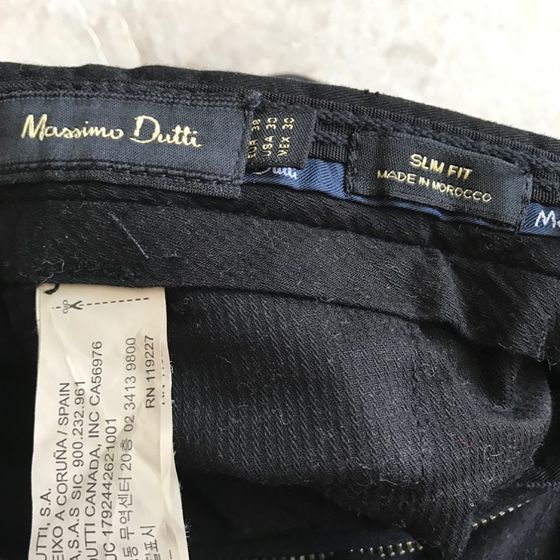 Massimo Dutti
EUR 38
USA 30
MEX 30
SLIM FIT
MADE IN MOROCCO
Dutti
RN 119227
20층 02 3413 9800
DUTTI CANADA, INC CA56976
1792442621001
S.A.S SIC 900.232.961
A CORUÑA / SPAIN
DUTTI, S.A.